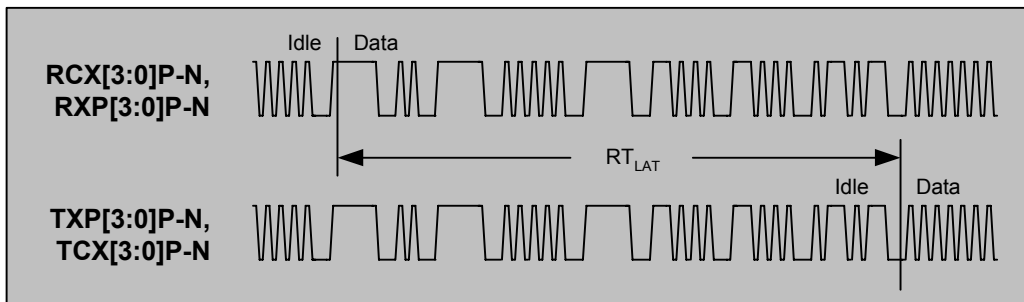 Idle Data
RCX[3:0]P-N,
RXP[3:0]P-N
RTLAT
Idle Data
TXP[3:0]P-N,
TCX[3:0]P-N